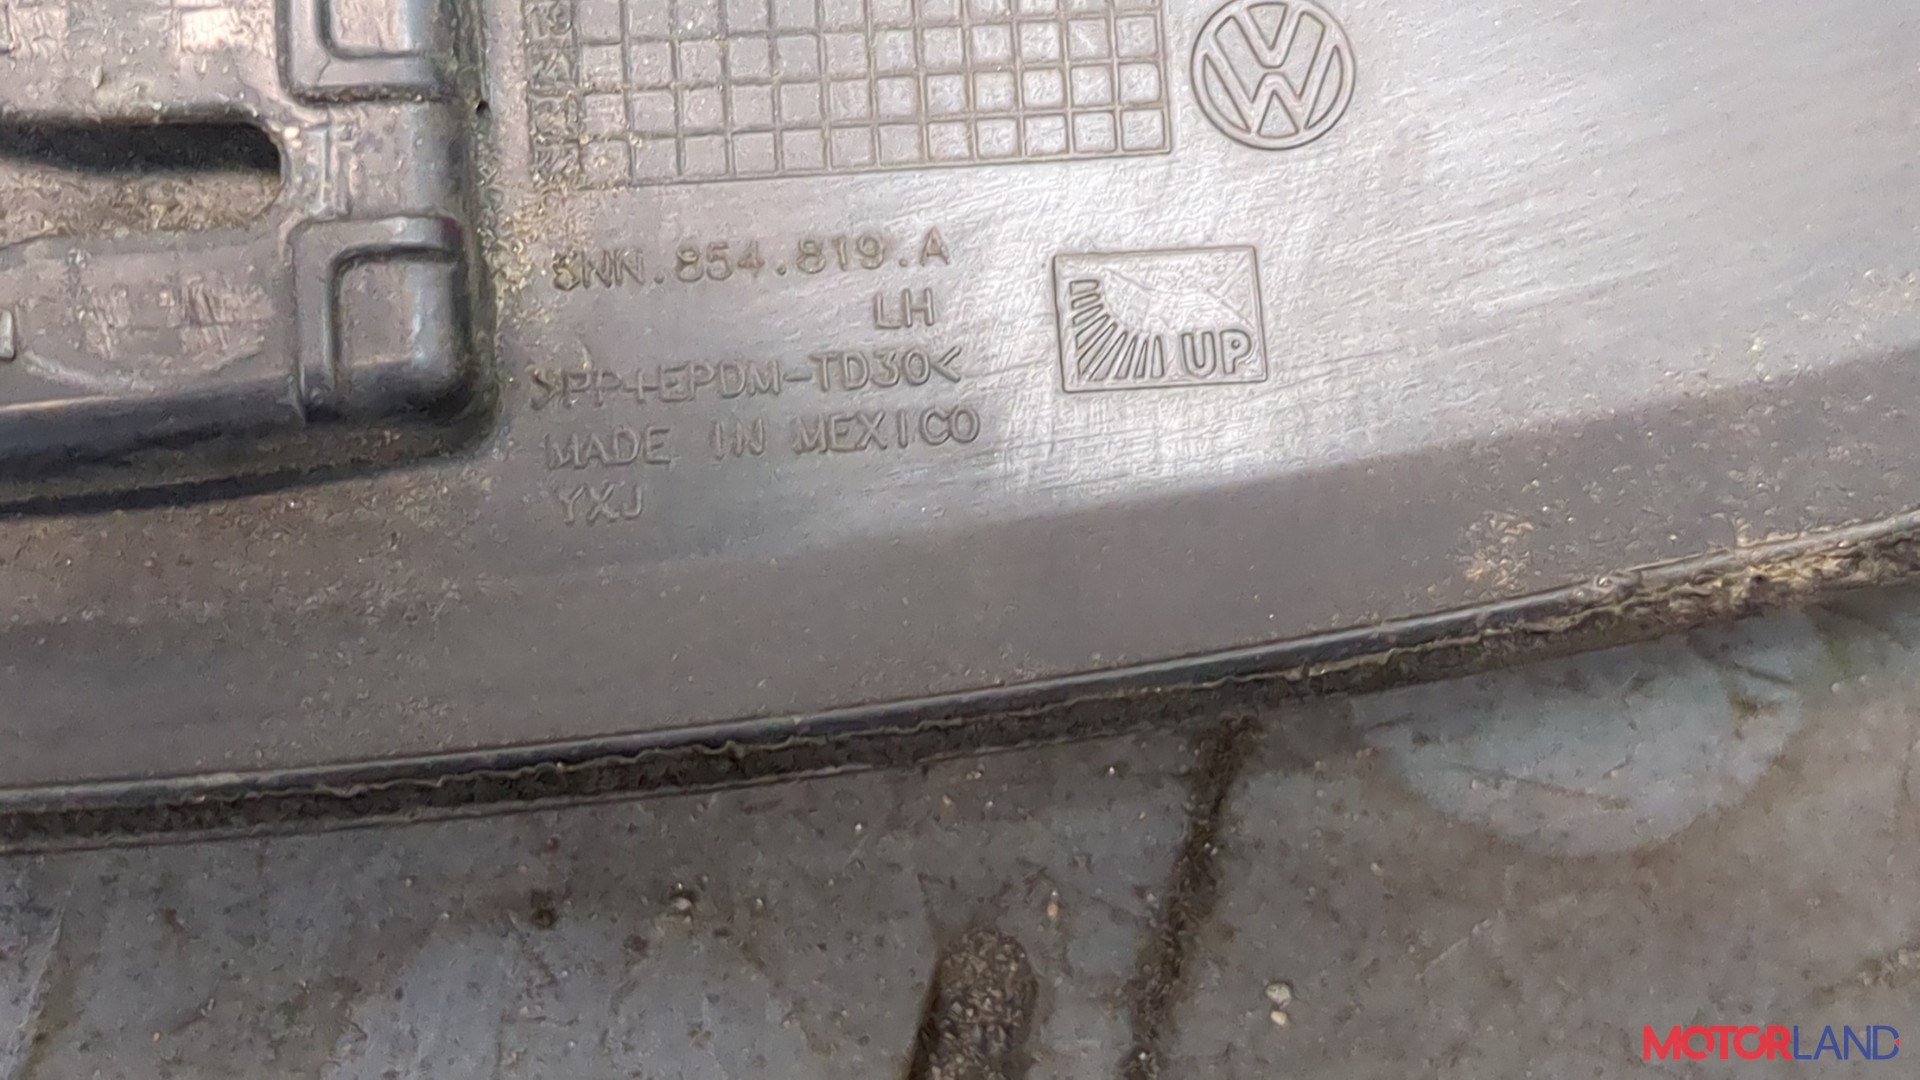 5NN.854.819.A
LH
>PP+EPDM-TD30<
MADE IN MEXICO
YXJ
UP
MOTORLAND